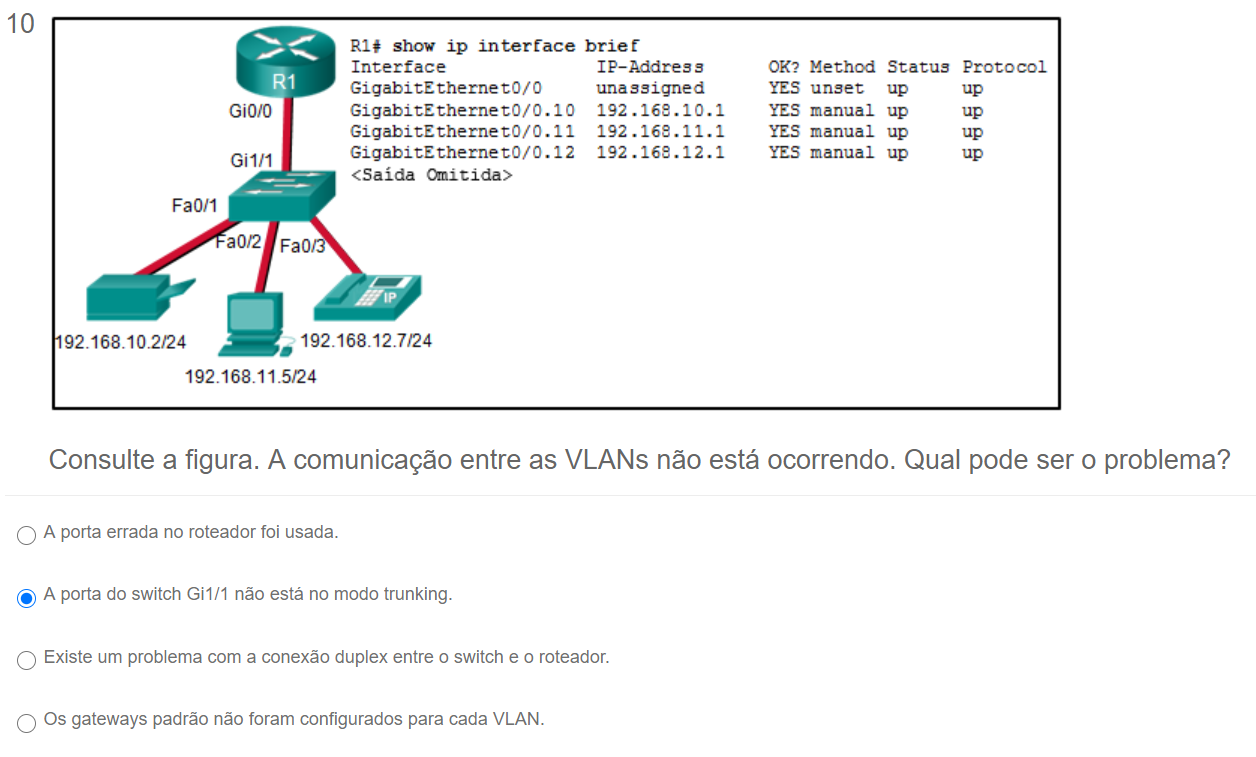 10
R1# show ip interface brief
Interface IP-Address OK? Method Status Protocol
GigabitEthernet0/0 unassigned YES unset up up
GigabitEthernet0/0.10 192.168.10.1 YES manual up up
GigabitEthernet0/0.11 192.168.11.1 YES manual up up
GigabitEthernet0/0.12 192.168.12.1 YES manual up up
<Saída Omitida>
R1
Gi0/0
Gi1/1
Fa0/1
Fa0/2
Fa0/3
IP
192.168.10.2/24
192.168.12.7/24
192.168.11.5/24
Consulte a figura. A comunicação entre as VLANs não está ocorrendo. Qual pode ser o problema?
A porta errada no roteador foi usada.
A porta do switch Gi1/1 não está no modo trunking.
Existe um problema com a conexão duplex entre o switch e o roteador.
Os gateways padrão não foram configurados para cada VLAN.